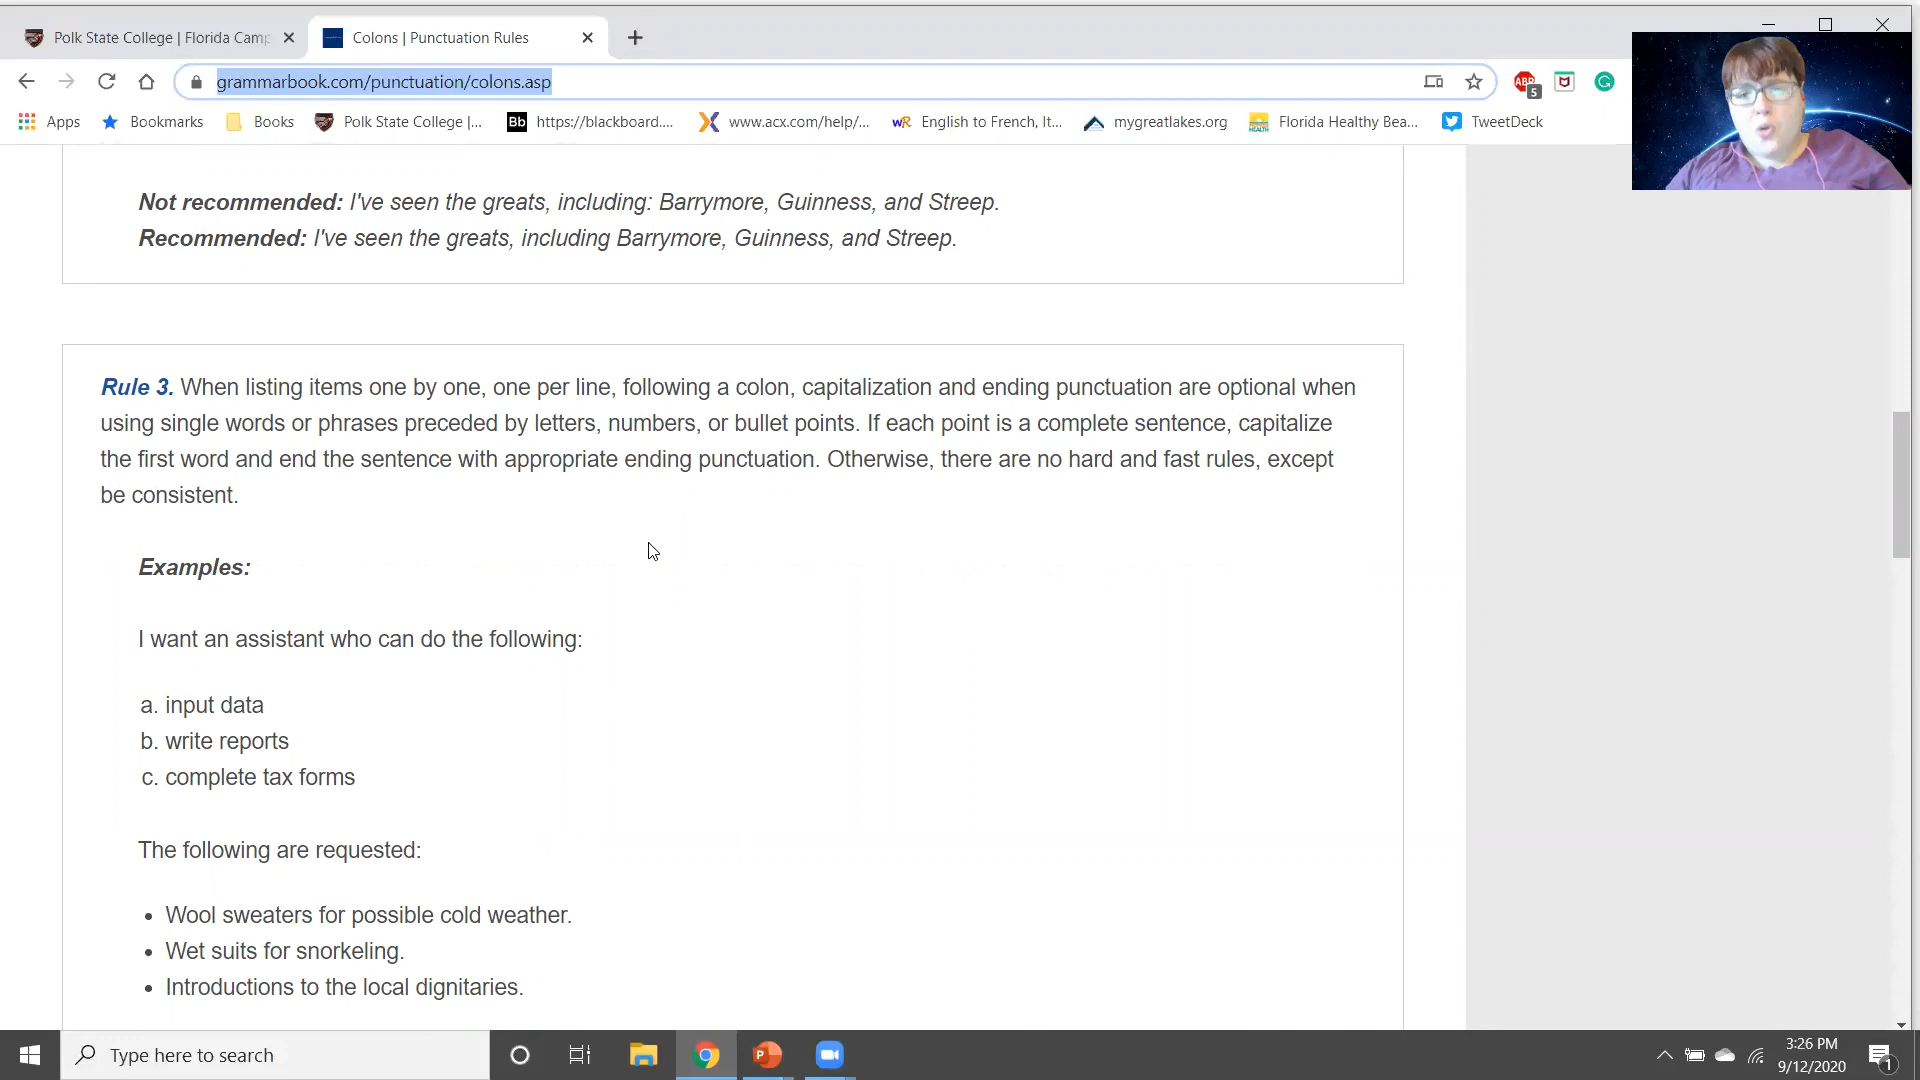 Polk State College | Florida Camp
Colons | Punctuation Rules
grammarbook.com/punctuation/colons.asp
ABP
5
Apps
Bookmarks
Books
Polk State College |...
Bb
https://blackboard....
www.acx.com/help/...
WR
English to French, It...
mygreatlakes.org
HEALTHY
Florida Healthy Bea...
TweetDeck
Not recommended: I've seen the greats, including: Barrymore, Guinness, and Streep.
Recommended: I've seen the greats, including Barrymore, Guinness, and Streep.
Rule 3. When listing items one by one, one per line, following a colon, capitalization and ending punctuation are optional when
using single words or phrases preceded by letters, numbers, or bullet points. If each point is a complete sentence, capitalize
the first word and end the sentence with appropriate ending punctuation. Otherwise, there are no hard and fast rules, except
be consistent.
Examples:
I want an assistant who can do the following:
a. input data
b. write reports
c. complete tax forms
The following are requested:
• Wool sweaters for possible cold weather.
• Wet suits for snorkeling.
• Introductions to the local dignitaries.
Type here to search
3:26 PM
9/12/2020
1